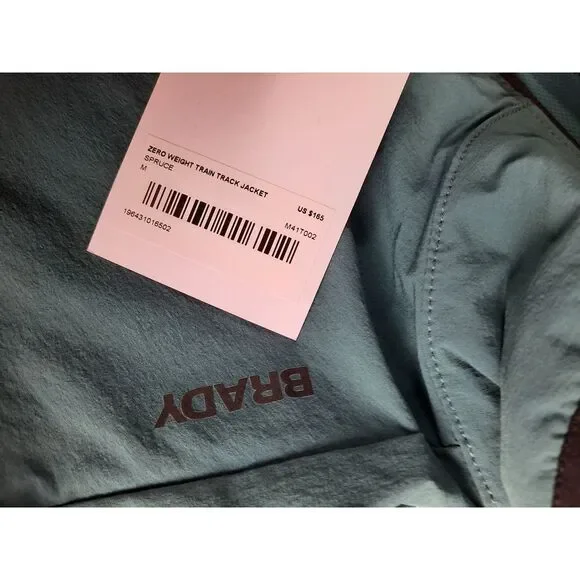 ZERO WEIGHT TRAIN TRACK JACKET
SPRUCE
M
US $165
196431016502
M41T002
BRADY